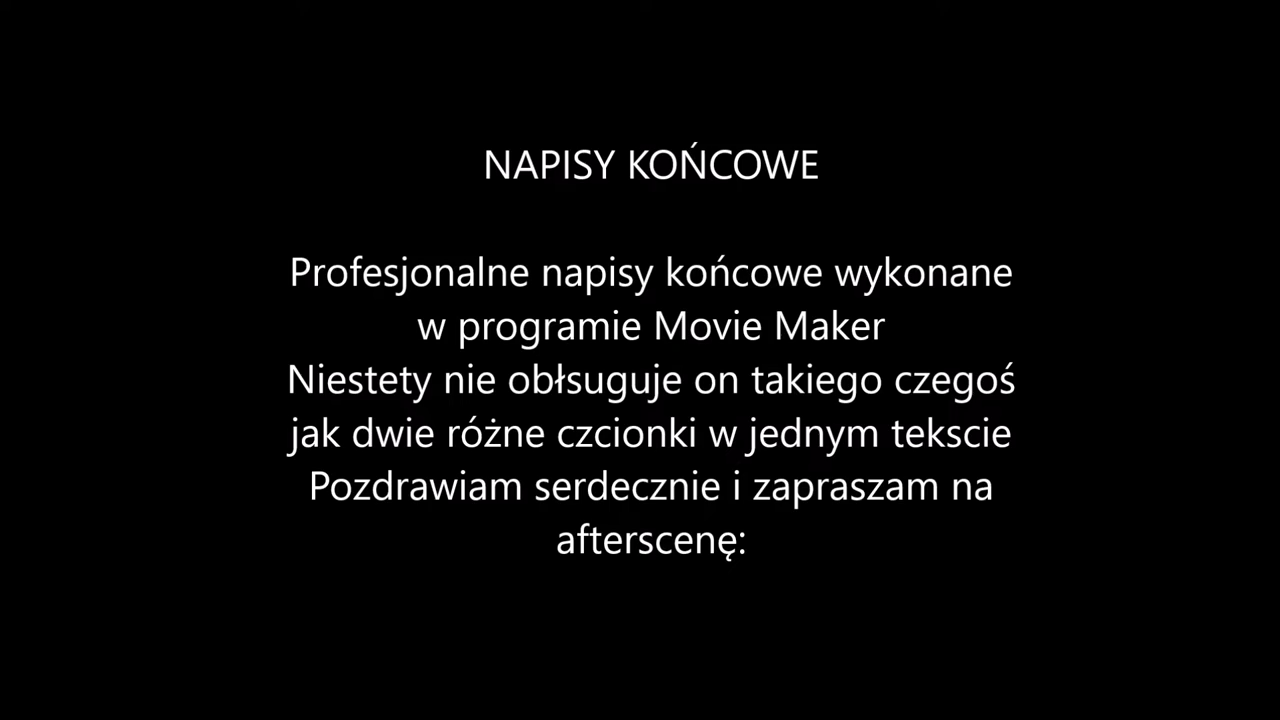 NAPISY KOŃCOWE
Profesjonalne napisy końcowe wykonane
w programie Movie Maker
Niestety nie obłsuguje on takiego czegoś
jak dwie różne czcionki w jednym tekscie
Pozdrawiam serdecznie i zapraszam na
afterscenę: